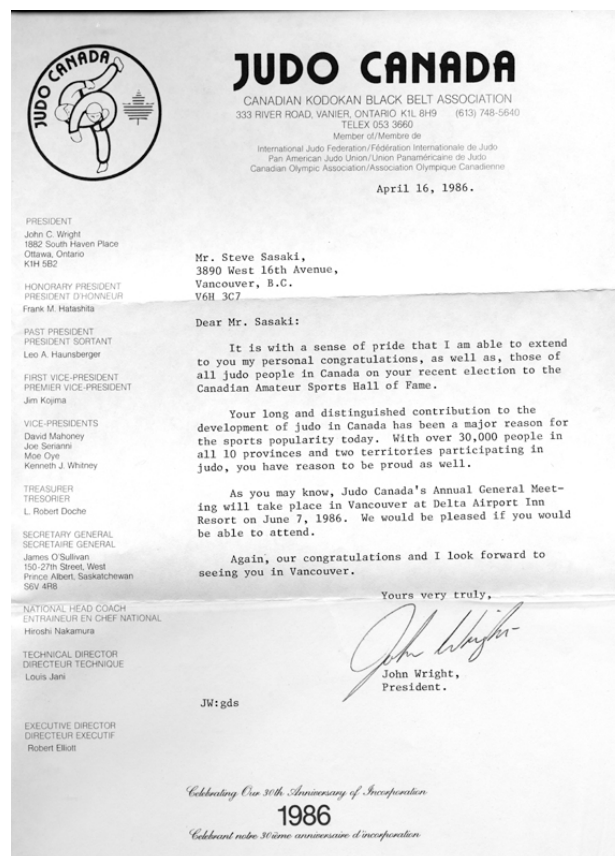 JUDO CANADA
JUDO CANADA
CANADIAN KODOKAN BLACK BELT ASSOCIATION
333 RIVER ROAD, VANIER, ONTARIO K1L 8H9 (613) 748-5640
TELEX 053 3660
Member of/Membre de
International Judo Federation/Fédération Internationale de Judo
Pan American Judo Union/Union Panaméricaine de Judo
Canadian Olympic Association/Association Olympique Canadienne
April 16, 1986.
PRESIDENT
John C. Wright
1882 South Haven Place
Ottawa, Ontario
K1H 5B2
HONORARY PRESIDENT
PRESIDENT D'HONNEUR
Frank M. Hatashita
PAST PRESIDENT
PRESIDENT SORTANT
Leo A. Haunsberger
FIRST VICE-PRESIDENT
PREMIER VICE-PRESIDENT
Jim Kojima
VICE-PRESIDENTS
David Mahoney
Joe Serianni
Moe Oye
Kenneth J. Whitney
TREASURER
TRESORIER
L. Robert Doche
SECRETARY GENERAL
SECRETAIRE GENERAL
James O'Sullivan
150-27th Street, West
Prince Albert, Saskatchewan
S6V 4R8
NATIONAL HEAD COACH
ENTRAINEUR EN CHEF NATIONAL
Hiroshi Nakamura
TECHNICAL DIRECTOR
DIRECTEUR TECHNIQUE
Louis Jani
EXECUTIVE DIRECTOR
DIRECTEUR EXECUTIF
Robert Elliott
Mr. Steve Sasaki,
3890 West 16th Avenue,
Vancouver, B.C.
V6H 3C7
Dear Mr. Sasaki:
It is with a sense of pride that I am able to extend
to you my personal congratulations, as well as, those of
all judo people in Canada on your recent election to the
Canadian Amateur Sports Hall of Fame.
Your long and distinguished contribution to the
development of judo in Canada has been a major reason for
the sports popularity today. With over 30,000 people in
all 10 provinces and two territories participating in
judo, you have reason to be proud as well.
As you may know, Judo Canada's Annual General Meet-
ing will take place in Vancouver at Delta Airport Inn
Resort on June 7, 1986. We would be pleased if you would
be able to attend.
Again, our congratulations and I look forward to
seeing you in Vancouver.
Yours very truly,
John Wright
John Wright,
President.
JW:gds
Celebrating Our 30th Anniversary of Incorporation
1986
Celebrant notre 30ième anniversaire d'incorporation